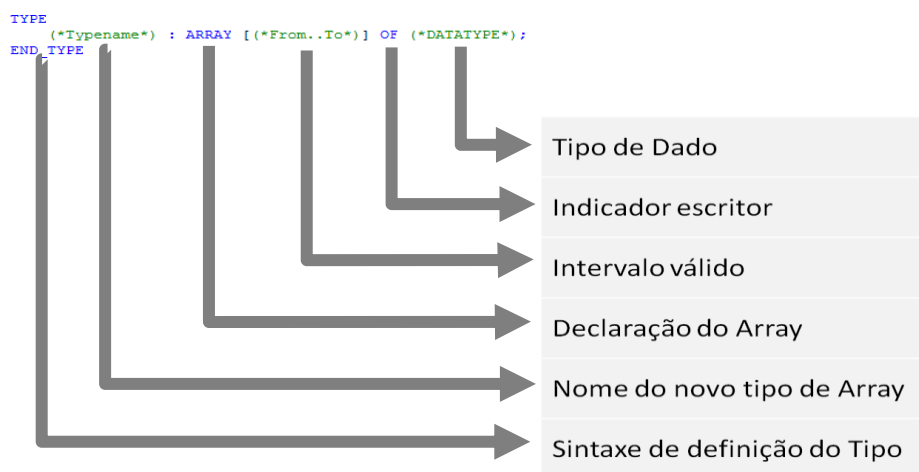 TYPE
(*Typename*) : ARRAY [(*From..To*)] OF (*DATATYPE*);
END_TYPE
Tipo de Dado
Indicador escritor
Intervalo válido
Declaração do Array
Nome do novo tipo de Array
Sintaxe de definição do Tipo